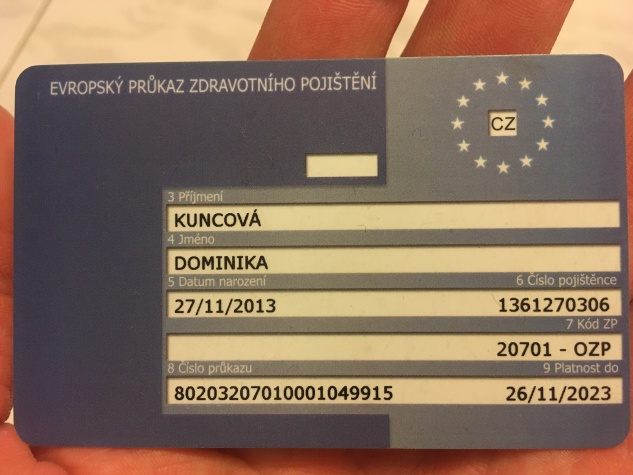 EVROPSKÝ PRŮKAZ ZDRAVOTNÍHO POJIŠTĚNÍ
CZ
3 Příjmení
KUNCOVÁ
4 Jméno
DOMINIKA
5 Datum narození 6 Číslo pojištěnce
27/11/2013 1361270306
7 Kód ZP
20701 - OZP
8 Číslo průkazu 9 Platnost do
80203207010001049915 26/11/2023